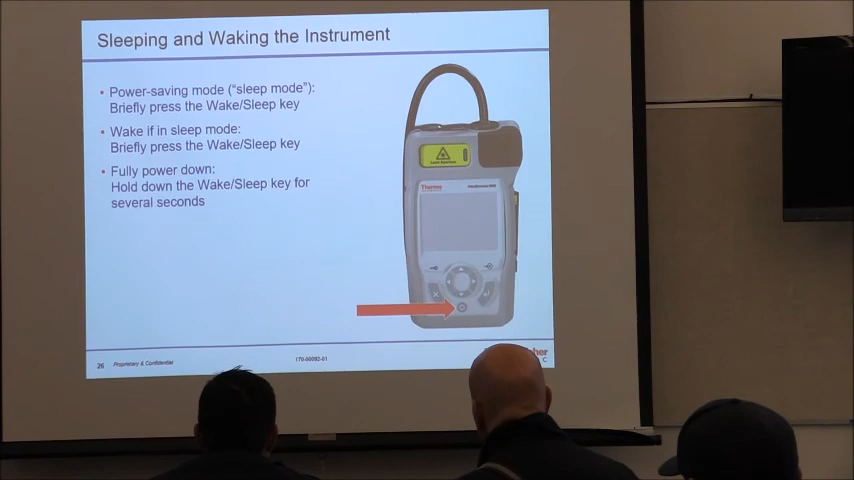 Sleeping and Waking the Instrument
• Power-saving mode ("sleep mode"):
Briefly press the Wake/Sleep key
• Wake if in sleep mode:
Briefly press the Wake/Sleep key
• Fully power down:
Hold down the Wake/Sleep key for
several seconds
Thermo
26 Proprietary & Confidential
170-00092-01